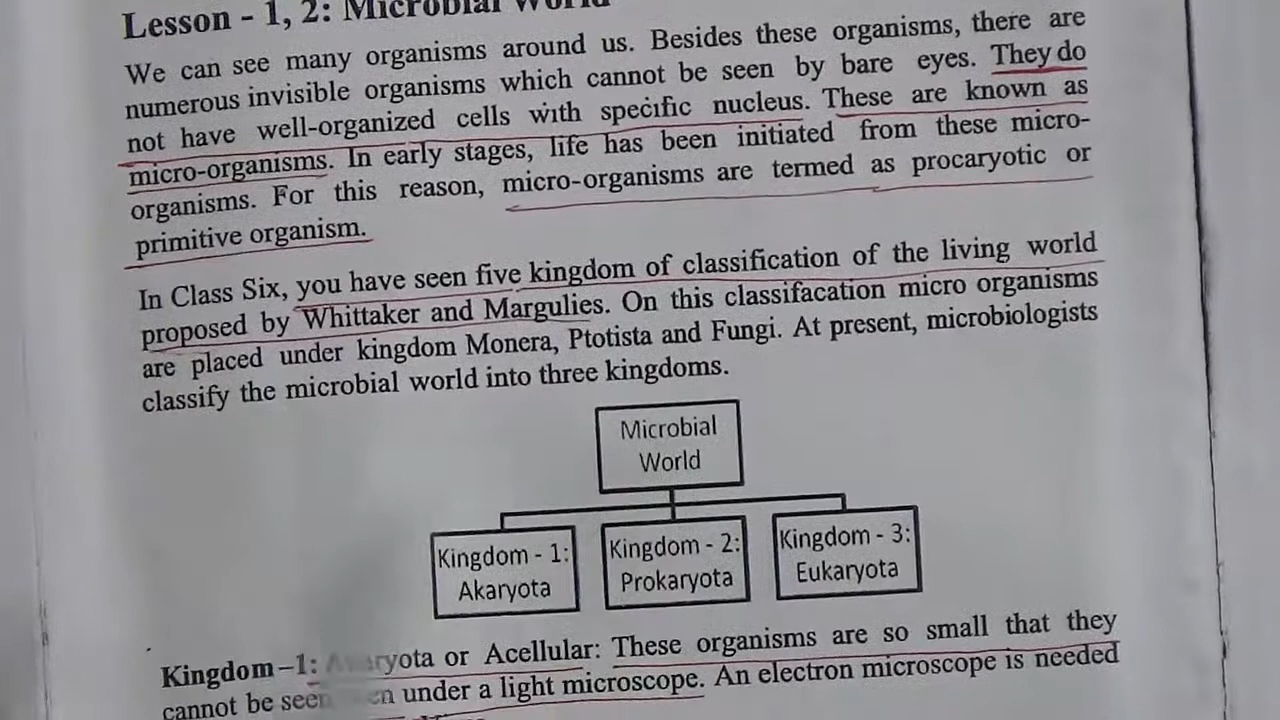 Lesson - 1, 2: Microbial World
We can see many organisms around us. Besides these organisms, there are
numerous invisible organisms which cannot be seen by bare eyes. They do
not have well-organized cells with specific nucleus. These are known as
micro-organisms. In early stages, life has been initiated from these micro-
organisms. For this reason, micro-organisms are termed as procaryotic or
primitive organism.
In Class Six, you have seen five kingdom of classification of the living world
proposed by Whittaker and Margulies. On this classifacation micro organisms
are placed under kingdom Monera, Ptotista and Fungi. At present, microbiologists
classify the microbial world into three kingdoms.
Microbial
World
Kingdom - 1:
Akaryota
Kingdom - 2:
Prokaryota
Kingdom - 3:
Eukaryota
Kingdom –1: Akaryota or Acellular: These organisms are so small that they
cannot be seen under a light microscope. An electron microscope is needed